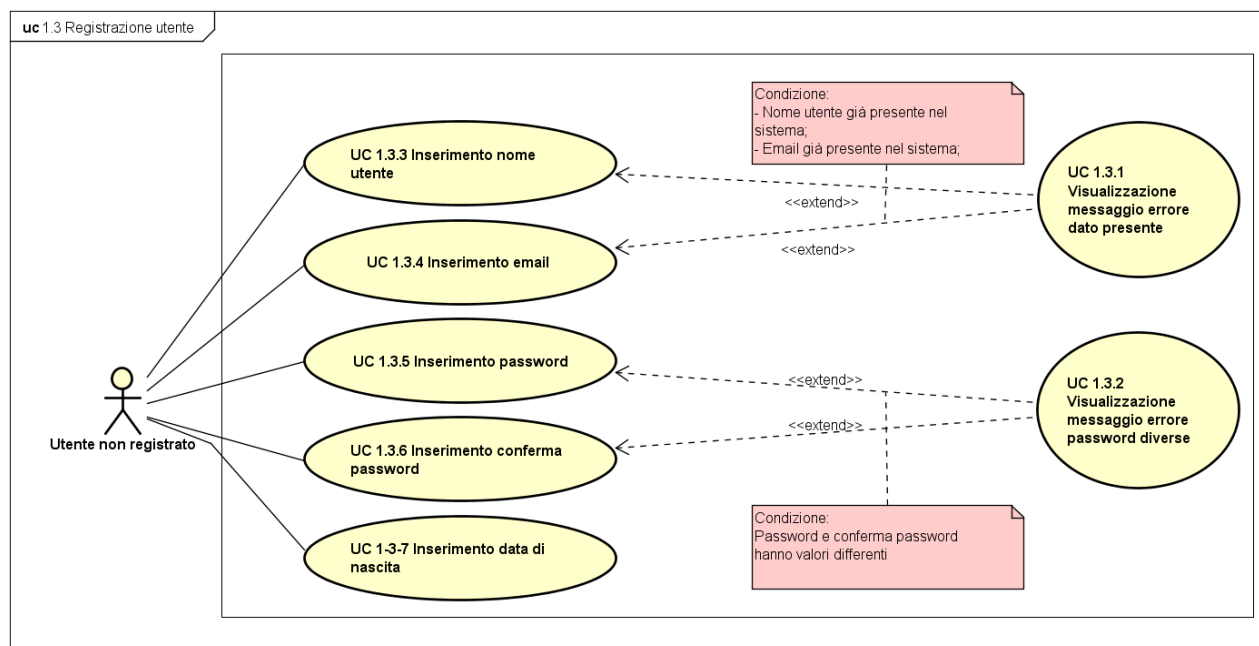 uc 1.3 Registrazione utente
Condizione:
- Nome utente già presente nel
sistema;
- Email già presente nel sistema;
UC 1.3.3 Inserimento nome
utente
UC 1.3.1
Visualizzazione
messaggio errore
dato presente
<<extend>>
<<extend>>
UC 1.3.4 Inserimento email
UC 1.3.5 Inserimento password
<<extend>>
<<extend>>
UC 1.3.2
Visualizzazione
messaggio errore
password diverse
Utente non registrato
UC 1.3.6 Inserimento conferma
password
Condizione:
Password e conferma password
hanno valori differenti
UC 1-3-7 Inserimento data di
nascita